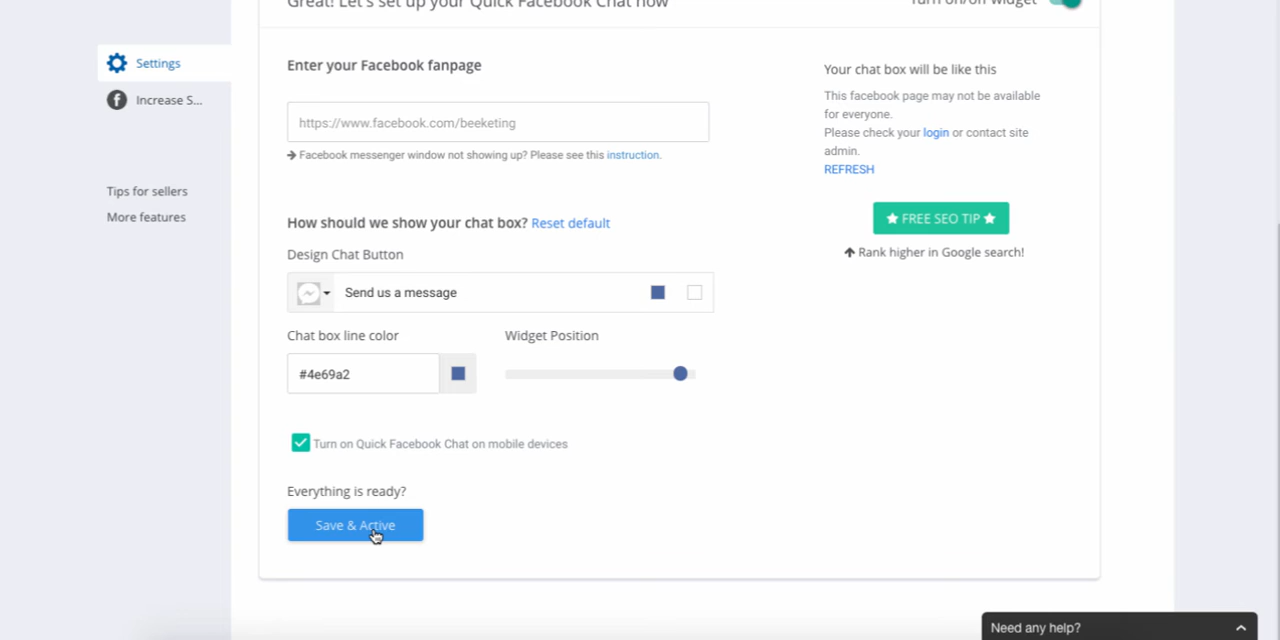 Great! Let's set up your Quick Facebook Chat now
Turn on/off widget
Settings
Increase S...
Tips for sellers
More features
Enter your Facebook fanpage
https://www.facebook.com/beeketing
Facebook messenger window not showing up? Please see this instruction.
How should we show your chat box? Reset default
Design Chat Button
Send us a message
Chat box line color
Widget Position
#4e69a2
Turn on Quick Facebook Chat on mobile devices
Everything is ready?
Save & Active
Your chat box will be like this
This facebook page may not be available
for everyone.
Please check your login or contact site
admin.
REFRESH
★ FREE SEO TIP ★
Rank higher in Google search!
Need any help?